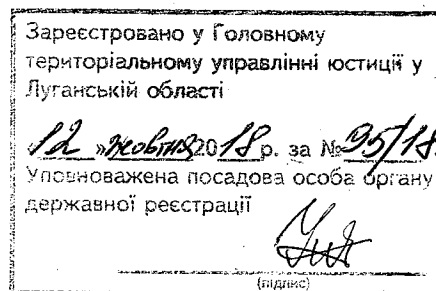 Зареєстровано у Головному
територіальному управлінні юстиції у
Луганській області
12 » жовтня 2018 р. за № 95/18
Уповноважена посадова особа органу
державної реєстрації
(підпис)